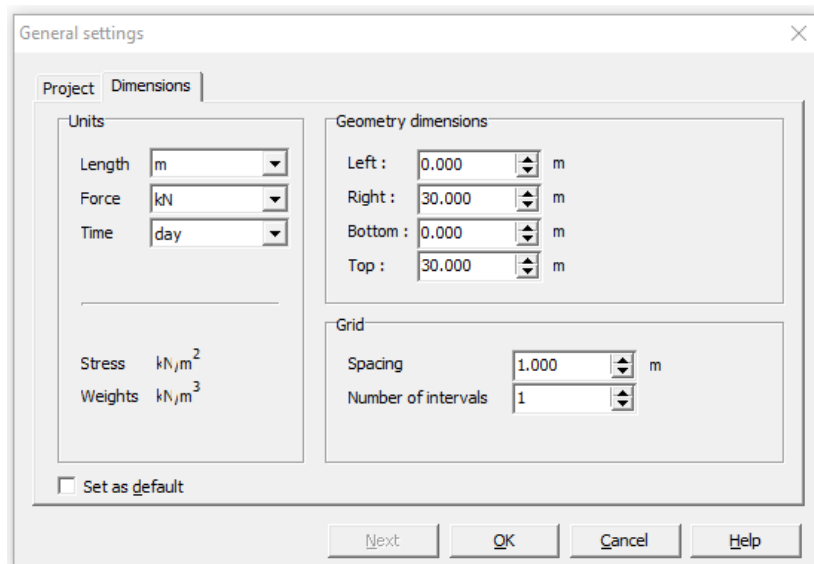 General settings
Project
Dimensions
Units
Length m
Force kN
Time day
Stress kN/m²
Weights kN/m³
Geometry dimensions
Left : 0.000 m
Right : 30.000 m
Bottom : 0.000 m
Top : 30.000 m
Grid
Spacing 1.000 m
Number of intervals 1
Set as default
Next
OK
Cancel
Help